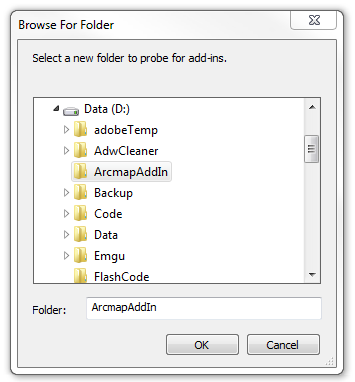 Browse For Folder
Select a new folder to probe for add-ins.
Data (D:)
adobeTemp
AdwCleaner
ArcmapAddIn
Backup
Code
Data
Emgu
FlashCode
Folder: ArcmapAddIn
OK Cancel